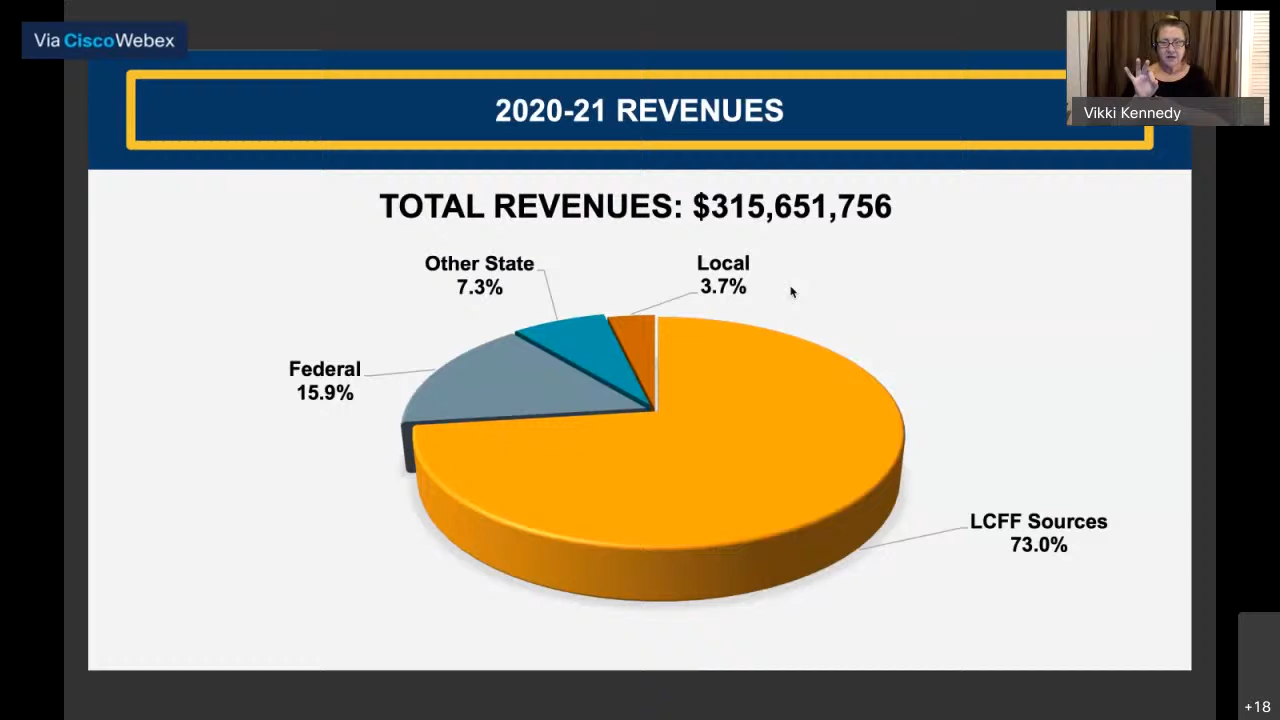 Via CiscoWebex
2020-21 REVENUES
Vikki Kennedy
TOTAL REVENUES: $315,651,756
Other State
7.3%
Local
3.7%
Federal
15.9%
LCFF Sources
73.0%
+18